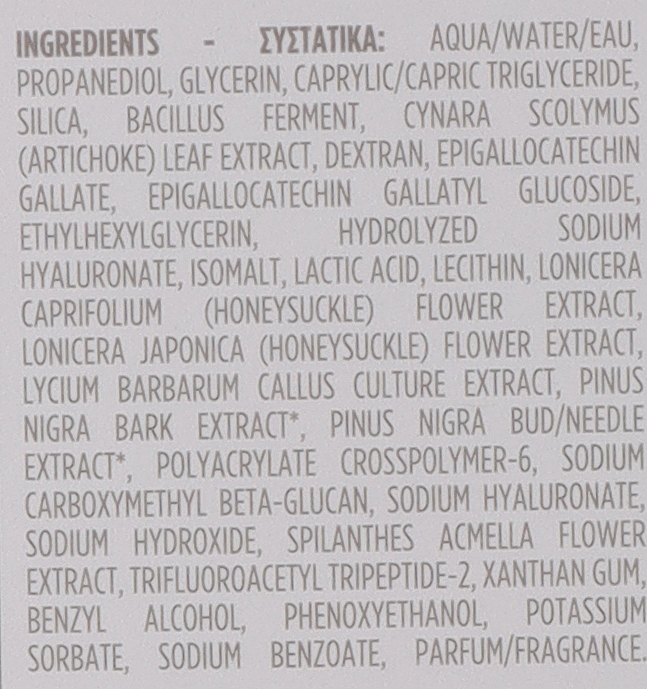 INGREDIENTS - ΣΥΣΤΑΤΙΚΑ: AQUA/WATER/EAU,
PROPANEDIOL, GLYCERIN, CAPRYLIC/CAPRIC TRIGLYCERIDE,
SILICA, BACILLUS FERMENT, CYNARA SCOLYMUS
(ARTICHOKE) LEAF EXTRACT, DEXTRAN, EPIGALLOCATECHIN
GALLATE, EPIGALLOCATECHIN GALLATYL GLUCOSIDE,
ETHYLHEXYLGLYCERIN, HYDROLYZED SODIUM
HYALURONATE, ISOMALT, LACTIC ACID, LECITHIN, LONICERA
CAPRIFOLIUM (HONEYSUCKLE) FLOWER EXTRACT,
LONICERA JAPONICA (HONEYSUCKLE) FLOWER EXTRACT,
LYCIUM BARBARUM CALLUS CULTURE EXTRACT, PINUS
NIGRA BARK EXTRACT*, PINUS NIGRA BUD/NEEDLE
EXTRACT*, POLYACRYLATE CROSSPOLYMER-6, SODIUM
CARBOXYMETHYL BETA-GLUCAN, SODIUM HYALURONATE,
SODIUM HYDROXIDE, SPILANTHES ACMELLA FLOWER
EXTRACT, TRIFLUOROACETYL TRIPEPTIDE-2, XANTHAN GUM,
BENZYL ALCOHOL, PHENOXYETHANOL, POTASSIUM
SORBATE, SODIUM BENZOATE, PARFUM/FRAGRANCE.